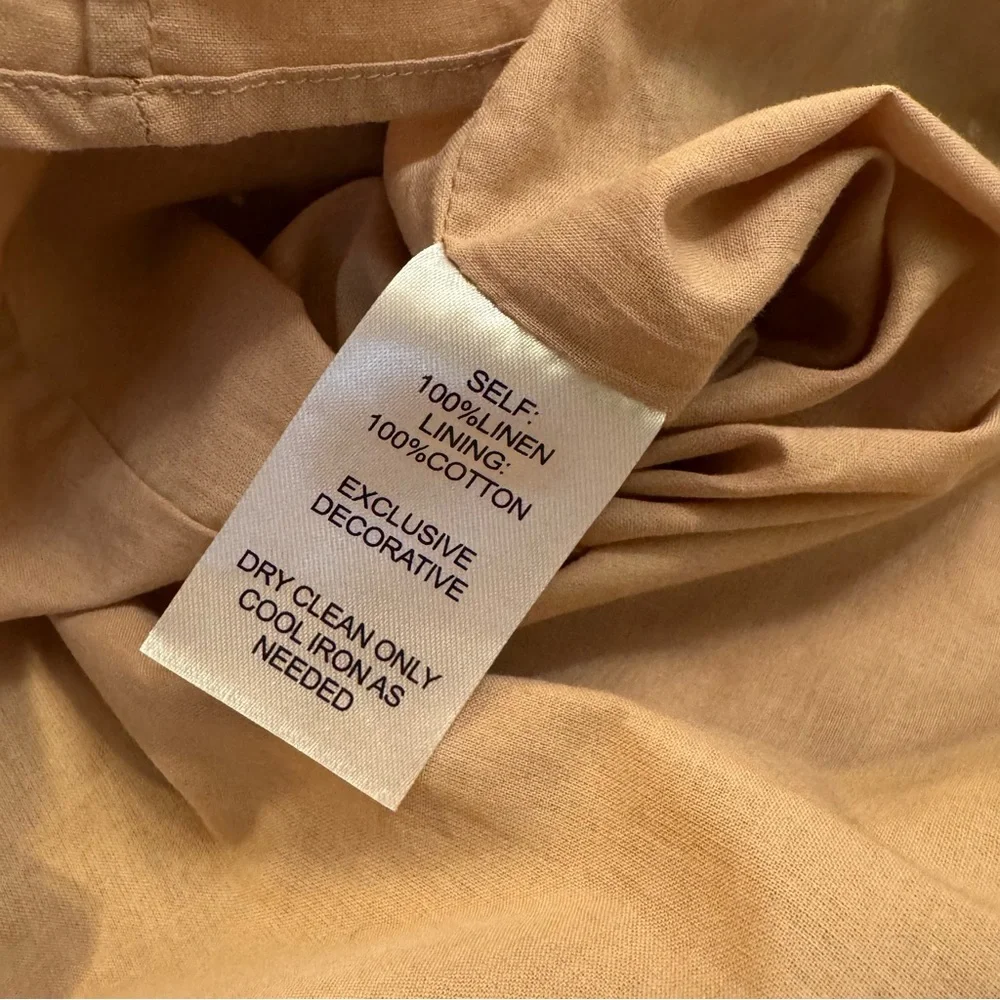 SELF:
100%LINEN
LINING:
100%COTTON
EXCLUSIVE
DECORATIVE
DRY CLEAN ONLY
COOL IRON AS
NEEDED